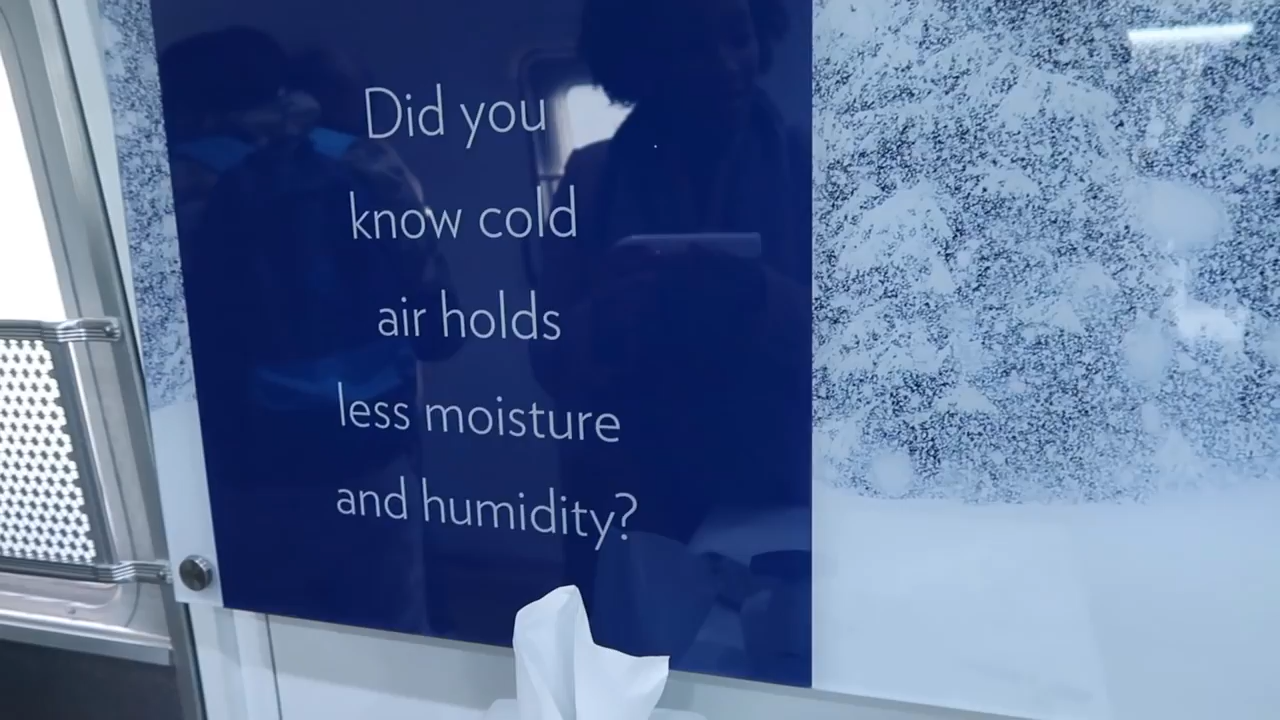 Did you
know cold
air holds
less moisture
and humidity?